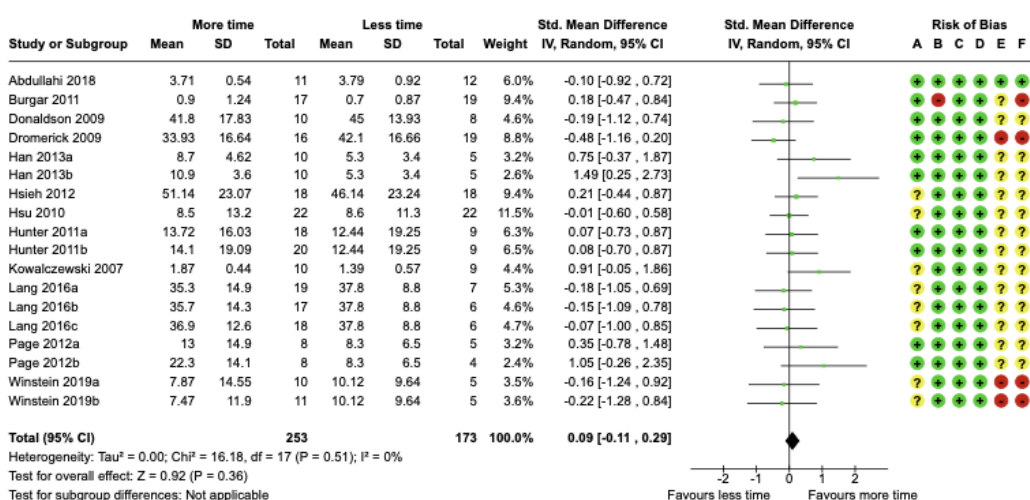 More time Less time Std. Mean Difference Std. Mean Difference Risk of Bias
Study or Subgroup Mean SD Total Mean SD Total Weight IV, Random, 95% CI IV, Random, 95% CI A B C D E F
Abdullahi 2018 3.71 0.54 11 3.79 0.92 12 6.0% -0.10 [-0.92 , 0.72] + + + + + +
Burgar 2011 0.9 1.24 17 0.7 0.87 19 9.4% 0.18 [-0.47 , 0.84] + - + + ? -
Donaldson 2009 41.8 17.83 10 45 13.93 8 4.7% -0.19 [-1.12 , 0.74] + + + + ? ?
Dromerick 2009 33.93 16.64 16 42.1 16.66 19 8.8% -0.48 [-1.16 , 0.20] + + + + - -
Han 2013a 8.7 4.62 10 5.3 3.4 5 3.2% 0.75 [-0.37 , 1.87] + + + + ? ?
Han 2013b 10.9 3.6 10 5.3 3.4 5 2.6% 1.49 [0.25 , 2.73] + + + + ? ?
Hsieh 2012 51.14 23.07 18 46.14 23.24 18 9.4% 0.21 [-0.44 , 0.87] ? + + + ? ?
Hsu 2010 8.5 13.2 22 8.6 11.3 22 11.5% -0.01 [-0.60 , 0.58] ? + + + ? ?
Hunter 2011a 13.72 16.03 18 12.44 19.25 9 6.3% 0.07 [-0.73 , 0.87] + + + + ? ?
Hunter 2011b 14.1 19.09 20 12.44 19.25 9 6.5% 0.08 [-0.70 , 0.87] + + + + ? ?
Kowalczewski 2007 1.87 0.44 10 1.39 0.57 9 4.4% 0.91 [-0.05 , 1.86] ? + + + ? ?
Lang 2016a 35.3 14.9 19 37.8 8.8 7 5.3% -0.18 [-1.05 , 0.69] ? + + + ? ?
Lang 2016b 35.7 14.3 17 37.8 8.8 6 4.6% -0.15 [-1.09 , 0.78] ? + + + ? ?
Lang 2016c 36.9 12.6 18 37.8 8.8 6 4.7% -0.07 [-1.00 , 0.85] ? + + + ? ?
Page 2012a 13 14.9 8 8.3 6.5 5 3.2% 0.35 [-0.78 , 1.48] + + + + ? ?
Page 2012b 22.3 14.1 8 8.3 6.5 4 2.4% 1.05 [-0.26 , 2.35] + + + + ? ?
Winstein 2019a 7.87 14.55 10 10.12 9.64 5 3.5% -0.16 [-1.24 , 0.92] ? + + + - -
Winstein 2019b 7.47 11.9 11 10.12 9.64 5 3.6% -0.22 [-1.28 , 0.84] ? + + + - -
Total (95% CI) 253 173 100.0% 0.09 [-0.11 , 0.29]
Heterogeneity: Tau² = 0.00; Chi² = 16.18, df = 17 (P = 0.51); I² = 0%
Test for overall effect: Z = 0.92 (P = 0.36) -2 -1 0 1 2
Test for subgroup differences: Not applicable Favours less time Favours more time